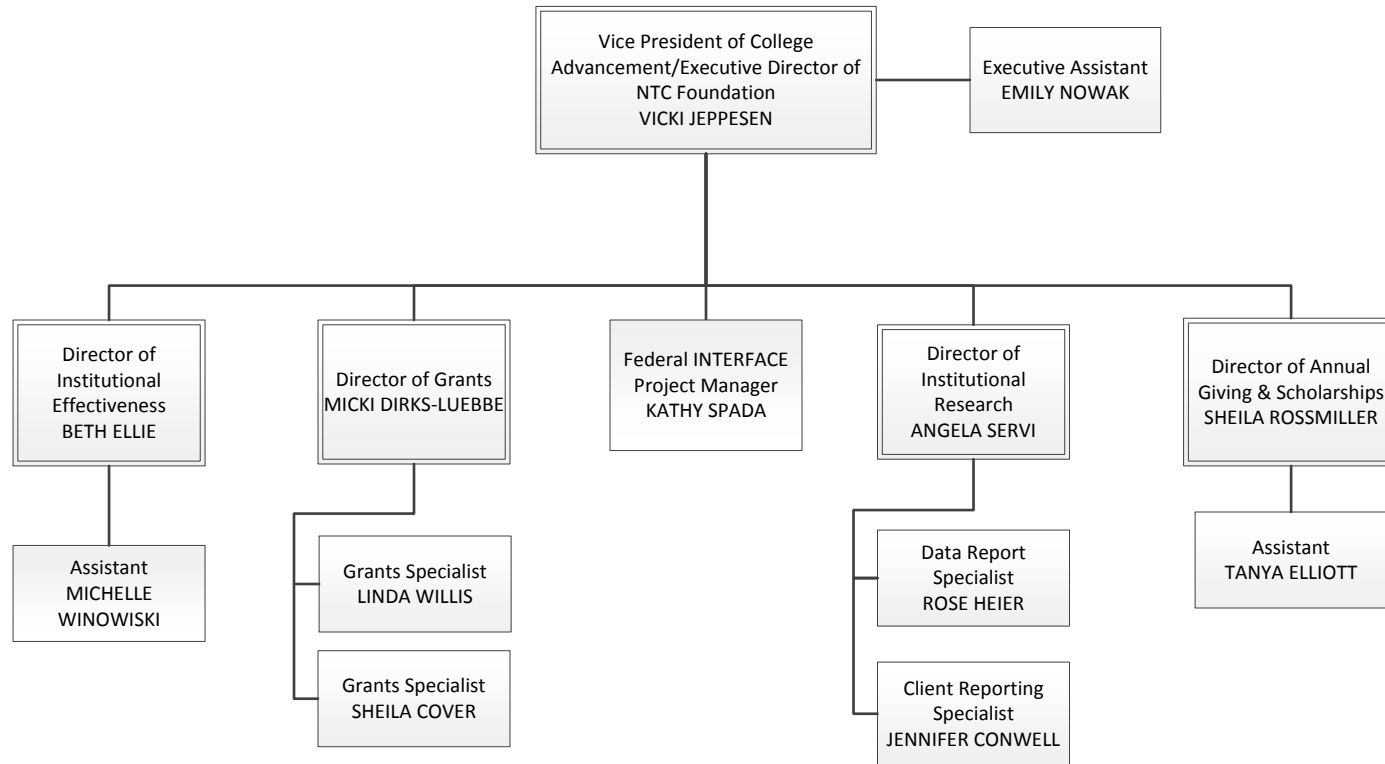 Vice President of College
Advancement/Executive Director of
NTC Foundation
VICKI JEPPESEN
Executive Assistant
EMILY NOWAK
Director of
Institutional
Effectiveness
BETH ELLIE
Director of Grants
MICKI DIRKS-LUEBBE
Federal INTERFACE
Project Manager
KATHY SPADA
Director of
Institutional
Research
ANGELA SERVI
Director of Annual
Giving & Scholarships
SHEILA ROSSMILLER
Assistant
MICHELLE
WINOWISKI
Grants Specialist
LINDA WILLIS
Grants Specialist
SHEILA COVER
Data Report
Specialist
ROSE HEIER
Client Reporting
Specialist
JENNIFER CONWELL
Assistant
TANYA ELLIOTT